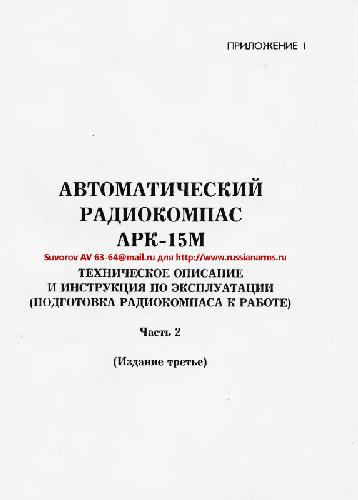 ПРИЛОЖЕНИЕ 1
АВТОМАТИЧЕСКИЙ
РАДИОКОМПАС
АРК-15М
Suvorov AV 63-64@mail.ru для http://www.russianarms.ru
ТЕХНИЧЕСКОЕ ОПИСАНИЕ
И ИНСТРУКЦИЯ ПО ЭКСПЛУАТАЦИИ
(ПОДГОТОВКА РАДИОКОМПАСА К РАБОТЕ)
Часть 2
(Издание третье)